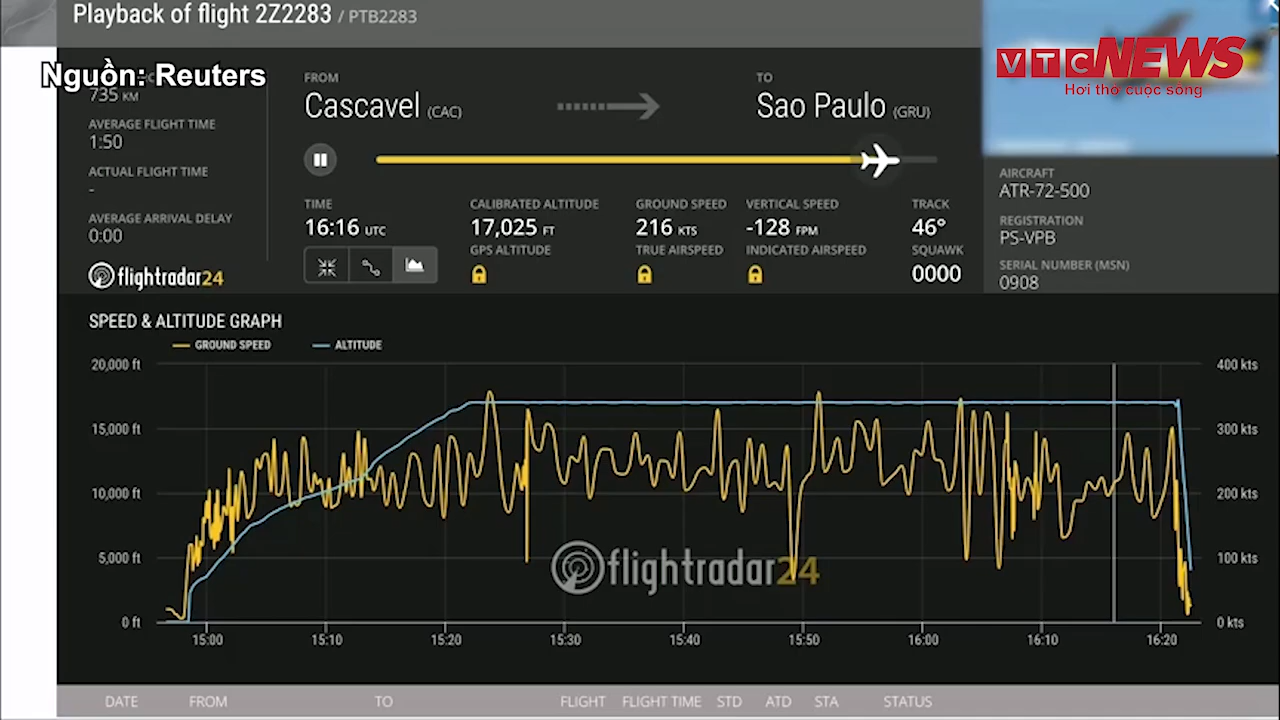 Playback of flight 2Z2283 / PTB2283
VTC NEWS
Hơi thở cuộc sống
Nguồn: Reuters
735 KM
AVERAGE FLIGHT TIME
1:50
ACTUAL FLIGHT TIME
-
AVERAGE ARRIVAL DELAY
0:00
flightradar24
FROM
Cascavel (CAC)
TO
Sao Paulo (GRU)
TIME
16:16 UTC
CALIBRATED ALTITUDE
17,025 FT
GPS ALTITUDE
GROUND SPEED
216 KTS
TRUE AIRSPEED
VERTICAL SPEED
-128 FPM
INDICATED AIRSPEED
TRACK
46°
SQUAWK
0000
AIRCRAFT
ATR-72-500
REGISTRATION
PS-VPB
SERIAL NUMBER (MSN)
0908
SPEED & ALTITUDE GRAPH
GROUND SPEED ALTITUDE
20,000 ft 400 kts
15,000 ft 300 kts
10,000 ft 200 kts
5,000 ft 100 kts
flightradar24
0 ft 0 kts
15:00 15:10 15:20 15:30 15:40 15:50 16:00 16:10 16:20
DATE FROM TO FLIGHT FLIGHT TIME STD ATD STA STATUS